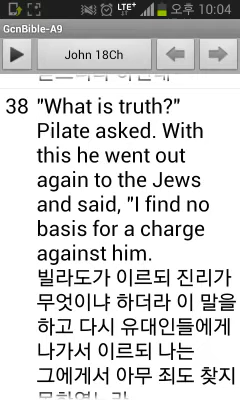 LTE+ 오후 10:04
GcnBible-A9
John 18Ch
38 "What is truth?"
Pilate asked. With
this he went out
again to the Jews
and said, "I find no
basis for a charge
against him.
빌라도가 이르되 진리가
무엇이냐 하더라 이 말을
하고 다시 유대인들에게
나가서 이르되 나는
그에게서 아무 죄도 찾지